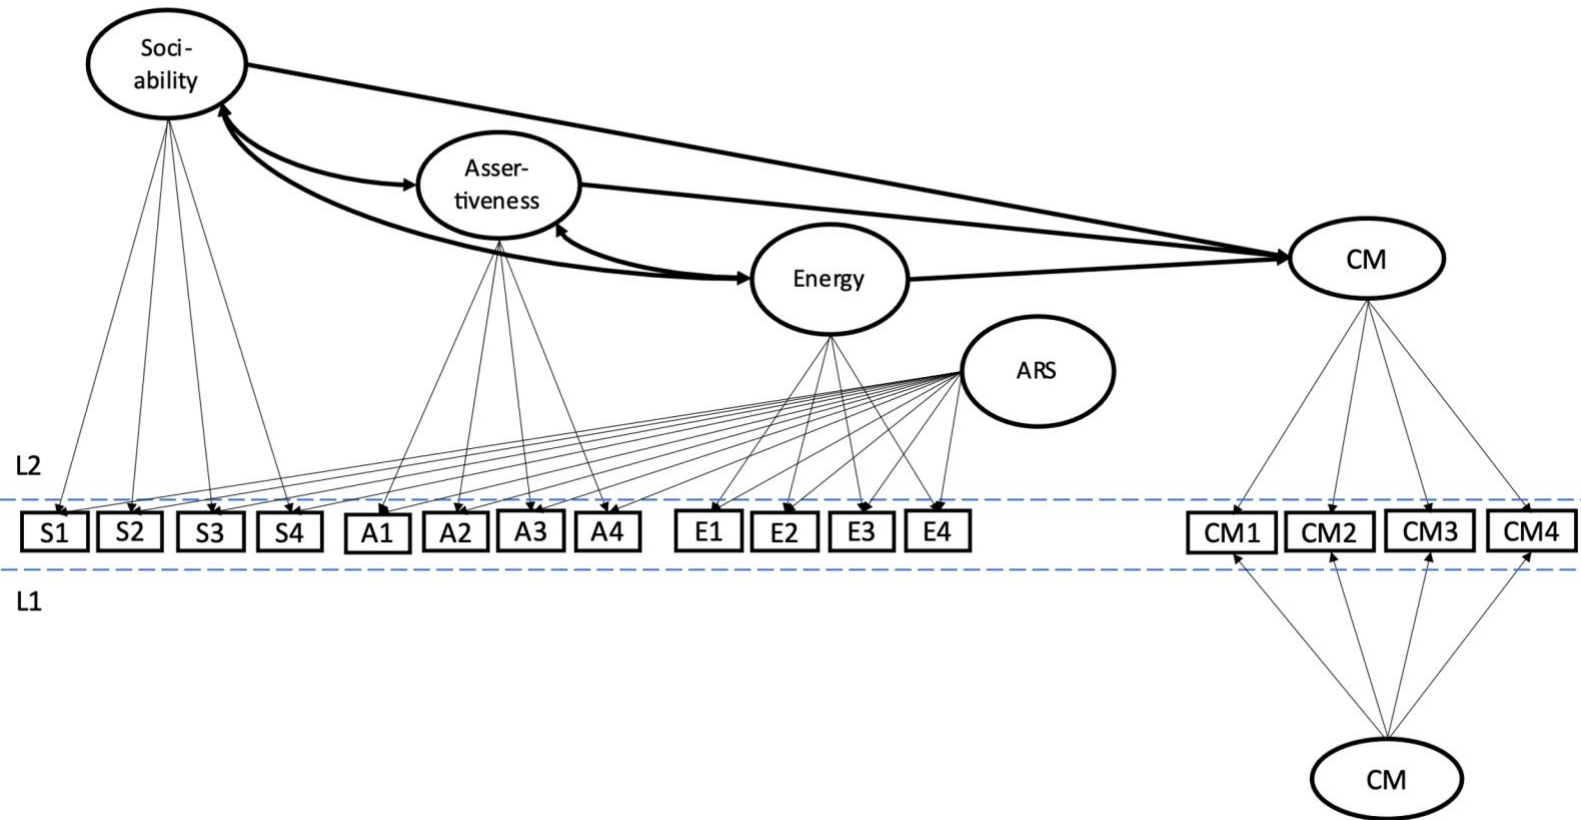 Soci-
ability
Asser-
tiveness
Energy
CM
ARS
L2
S1 S2 S3 S4 A1 A2 A3 A4 E1 E2 E3 E4 CM1 CM2 CM3 CM4
L1
CM